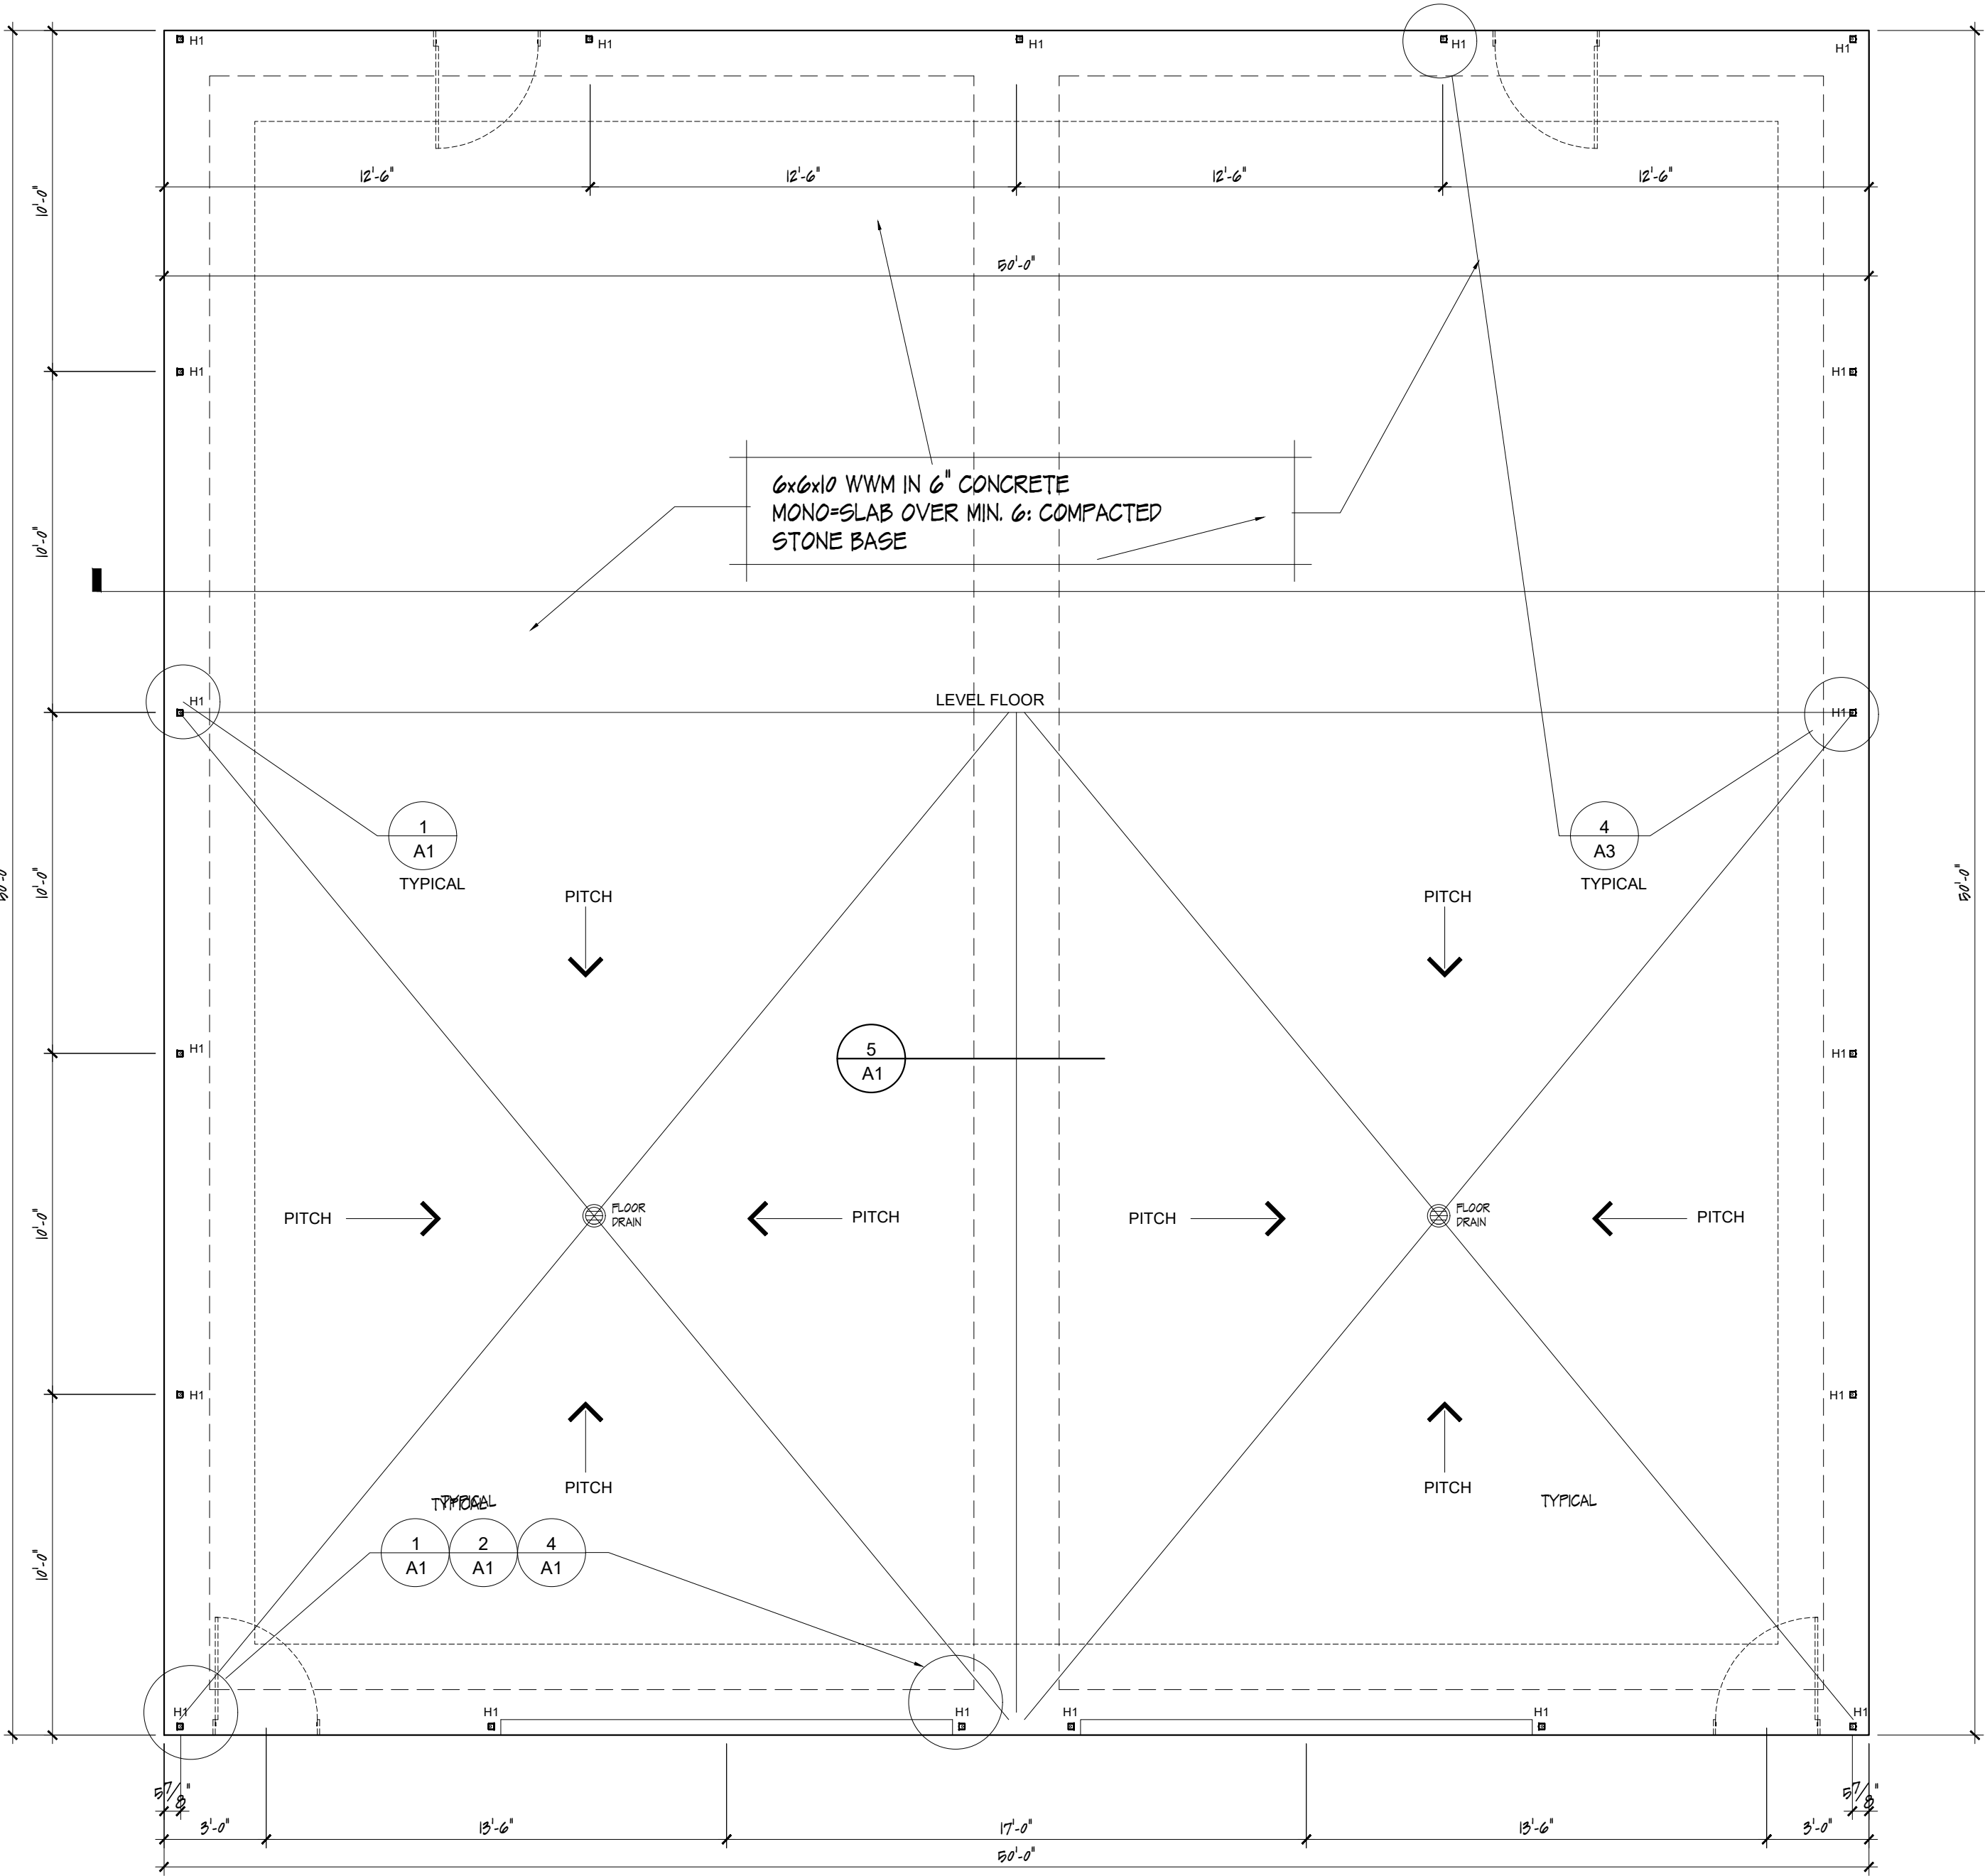 H1
H1
H1
H1
H1
12'-6"
12'-6"
12'-6"
12'-6"
10'-0"
50'-0"
H1
H1
6x6x10 WWM IN 6" CONCRETE
MONO=SLAB OVER MIN. 6: COMPACTED
STONE BASE
10'-0"
H1
LEVEL FLOOR
H1
1
A1
TYPICAL
4
A3
TYPICAL
50'-0"
10'-0"
50'-0"
PITCH
PITCH
H1
5
A1
H1
10'-0"
PITCH
FLOOR
DRAIN
PITCH
PITCH
FLOOR
DRAIN
PITCH
H1
H1
PITCH
PITCH
TYPICAL
TYPICAL
TYPICAL
1
A1
2
A1
4
A1
10'-0"
H1
H1
H1
H1
H1
H1
5 7/8"
5 7/8"
3'-0"
13'-6"
17'-0"
13'-6"
3'-0"
50'-0"